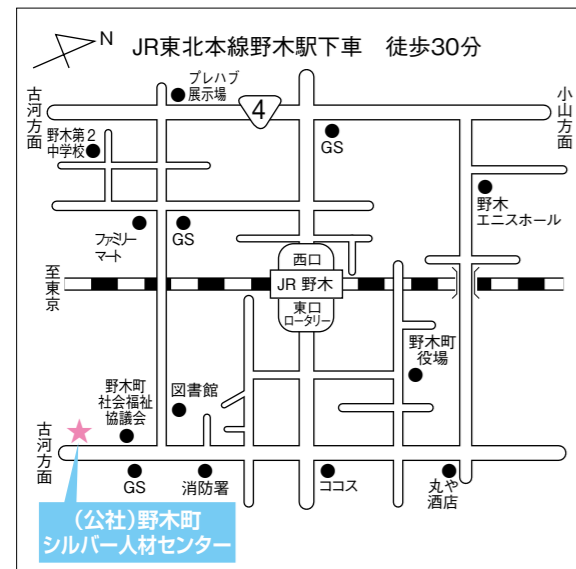 N
JR東北本線野木駅下車　徒歩30分
プレハブ
展示場
古河方面
4
小山方面
野木第2
中学校
GS
野木
エニスホール
ファミリー
マート
GS
西口
至東京
JR 野木
東口
ロータリー
野木町
役場
野木町
社会福祉
協議会
図書館
古河方面
GS
消防署
ココス
丸や
酒店
(公社)野木町
シルバー人材センター